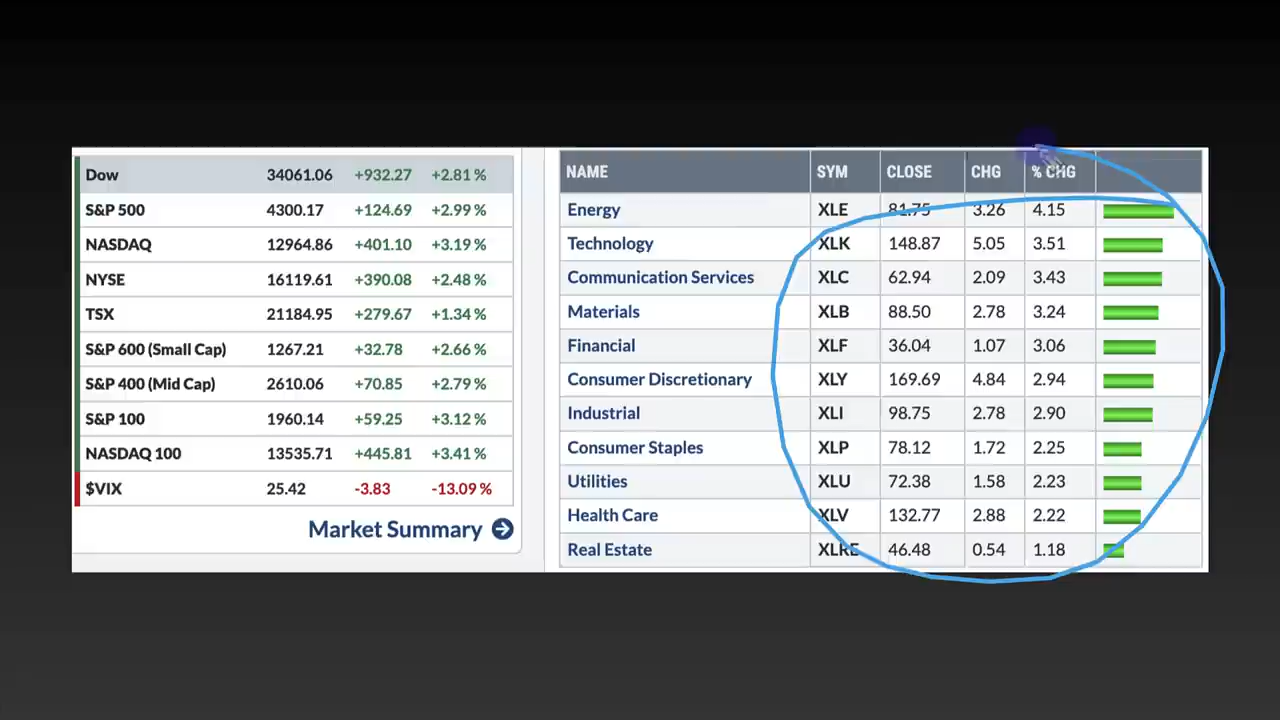 Dow 34061.06 +932.27 +2.81 %
S&P 500 4300.17 +124.69 +2.99 %
NASDAQ 12964.86 +401.10 +3.19 %
NYSE 16119.61 +390.08 +2.48 %
TSX 21184.95 +279.67 +1.34 %
S&P 600 (Small Cap) 1267.21 +32.78 +2.66 %
S&P 400 (Mid Cap) 2610.06 +70.85 +2.79 %
S&P 100 1960.14 +59.25 +3.12 %
NASDAQ 100 13535.71 +445.81 +3.41 %
$VIX 25.42 -3.83 -13.09 %
Market Summary
NAME SYM CLOSE CHG % CHG
Energy XLE 81.75 3.26 4.15
Technology XLK 148.87 5.05 3.51
Communication Services XLC 62.94 2.09 3.43
Materials XLB 88.50 2.78 3.24
Financial XLF 36.04 1.07 3.06
Consumer Discretionary XLY 169.69 4.84 2.94
Industrial XLI 98.75 2.78 2.90
Consumer Staples XLP 78.12 1.72 2.25
Utilities XLU 72.38 1.58 2.23
Health Care XLV 132.77 2.88 2.22
Real Estate XLRE 46.48 0.54 1.18